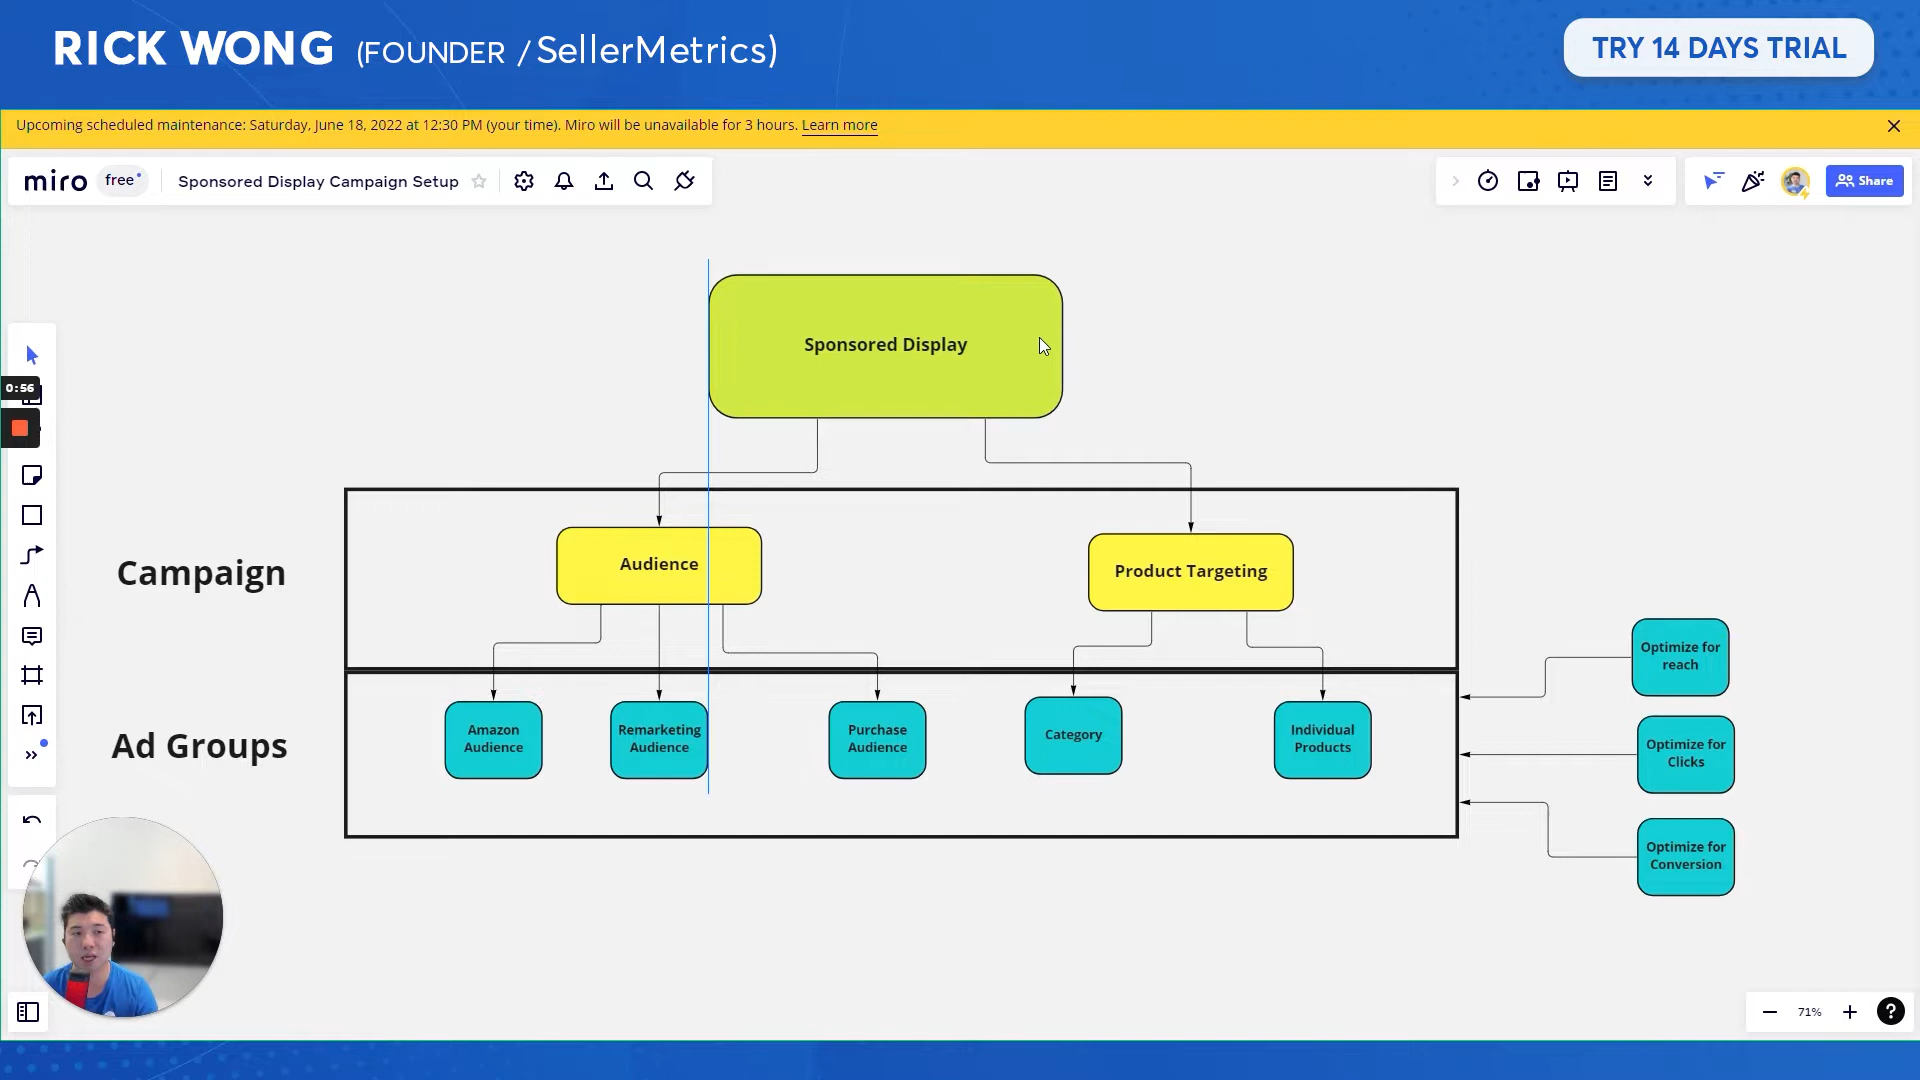 RICK WONG (FOUNDER / SellerMetrics)
TRY 14 DAYS TRIAL
Upcoming scheduled maintenance: Saturday, June 18, 2022 at 12:30 PM (your time). Miro will be unavailable for 3 hours. Learn more
miro
free
Sponsored Display Campaign Setup
Share
Sponsored Display
0:56
Campaign
Audience
Product Targeting
Optimize for
reach
Ad Groups
Amazon
Audience
Remarketing
Audience
Purchase
Audience
Category
Individual
Products
Optimize for
Clicks
Optimize for
Conversion
71%
?